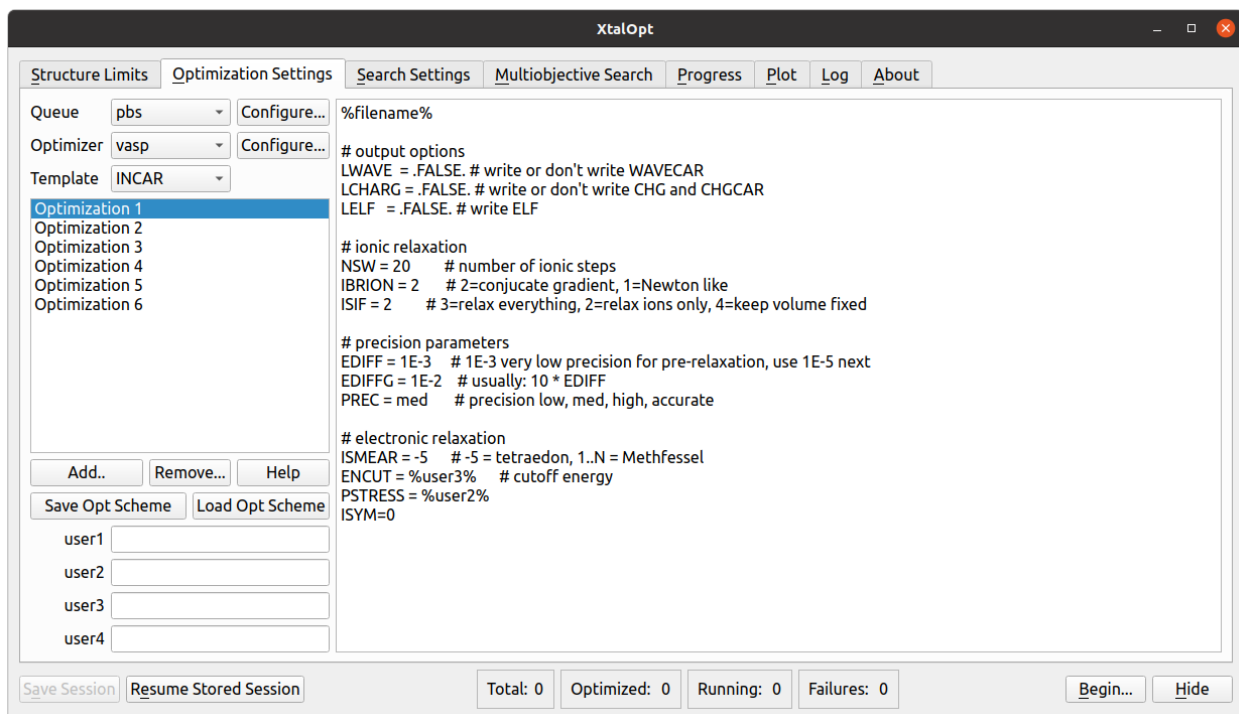 XtalOpt
Structure Limits
Optimization Settings
Search Settings
Multiobjective Search
Progress
Plot
Log
About
Queue
pbs
Configure...
Optimizer
vasp
Configure...
Template
INCAR
Optimization 1
Optimization 2
Optimization 3
Optimization 4
Optimization 5
Optimization 6
Add..
Remove...
Help
Save Opt Scheme
Load Opt Scheme
user1
user2
user3
user4
%filename%
# output options
LWAVE = .FALSE. # write or don't write WAVECAR
LCHARG = .FALSE. # write or don't write CHG and CHGCAR
LELF = .FALSE. # write ELF
# ionic relaxation
NSW = 20 # number of ionic steps
IBRION = 2 # 2=conjucate gradient, 1=Newton like
ISIF = 2 # 3=relax everything, 2=relax ions only, 4=keep volume fixed
# precision parameters
EDIFF = 1E-3 # 1E-3 very low precision for pre-relaxation, use 1E-5 next
EDIFFG = 1E-2 # usually: 10 * EDIFF
PREC = med # precision low, med, high, accurate
# electronic relaxation
ISMEAR = -5 # -5 = tetraedon, 1..N = Methfessel
ENCUT = %user3% # cutoff energy
PSTRESS = %user2%
ISYM=0
Save Session
Resume Stored Session
Total: 0
Optimized: 0
Running: 0
Failures: 0
Begin...
Hide